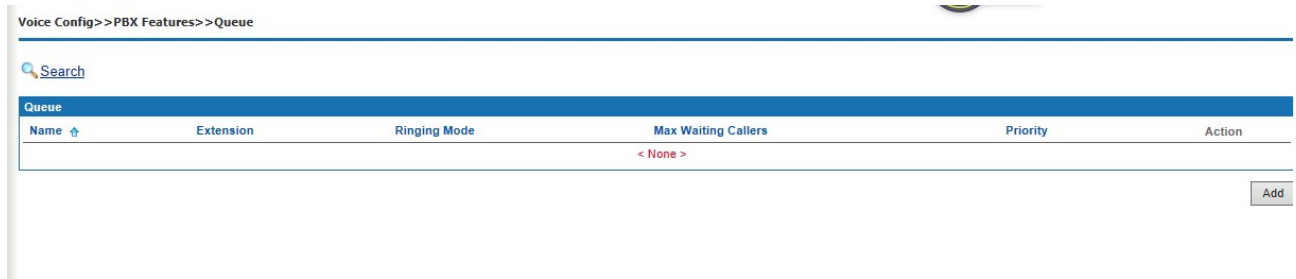 Voice Config>>PBX Features>>Queue
Search
Queue
Name Extension Ringing Mode Max Waiting Callers Priority Action
< None >
Add